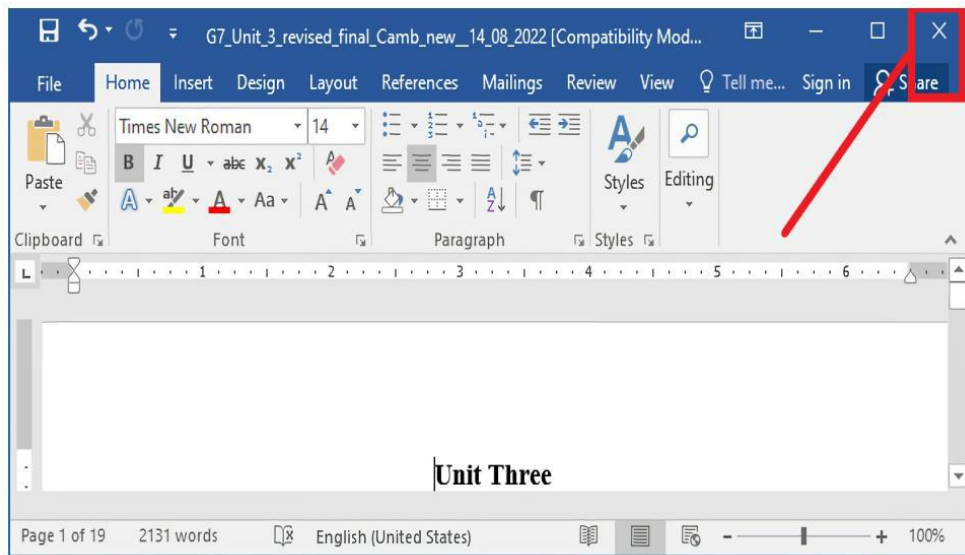 G7_Unit_3_revised_final_Camb_new__14_08_2022 [Compatibility Mod...
File Home Insert Design Layout References Mailings Review View Tell me... Sign in Share
Times New Roman 14
B I U abc X₂ X²
Paste Styles Editing
A aby A Aa A A A Z
Clipboard Font Paragraph Styles
L 1 2 3 4 5 6
Unit Three
Page 1 of 19 2131 words English (United States) 100%